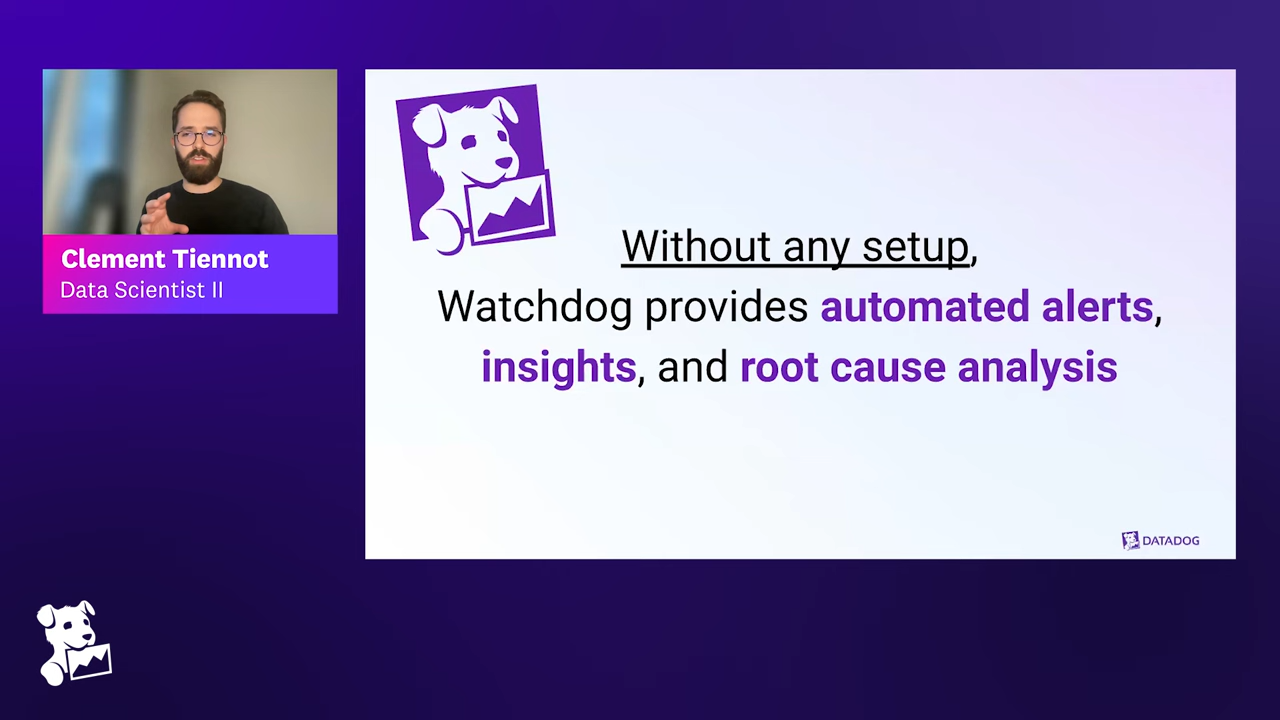 Clement Tiennot
Data Scientist II
Without any setup,
Watchdog provides automated alerts,
insights, and root cause analysis
DATADOG